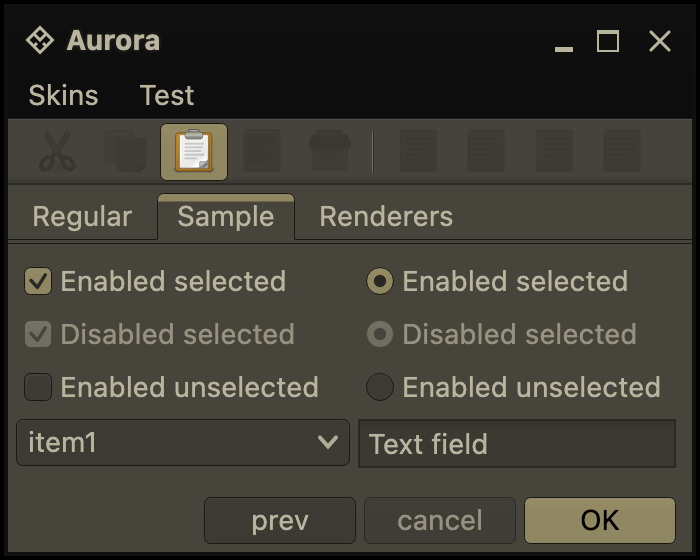 Aurora
Skins Test
Regular Sample Renderers
Enabled selected Enabled selected
Disabled selected Disabled selected
Enabled unselected Enabled unselected
item1 Text field
prev cancel OK